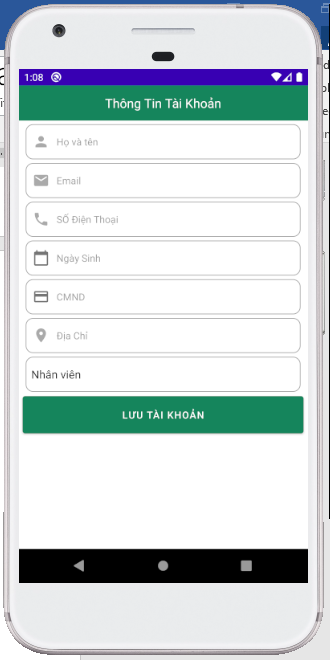 1:08
Thông Tin Tài Khoản
Họ và tên
Email
SỐ Điện Thoại
Ngày Sinh
CMND
Địa Chỉ
Nhân viên
LƯU TÀI KHOẢN